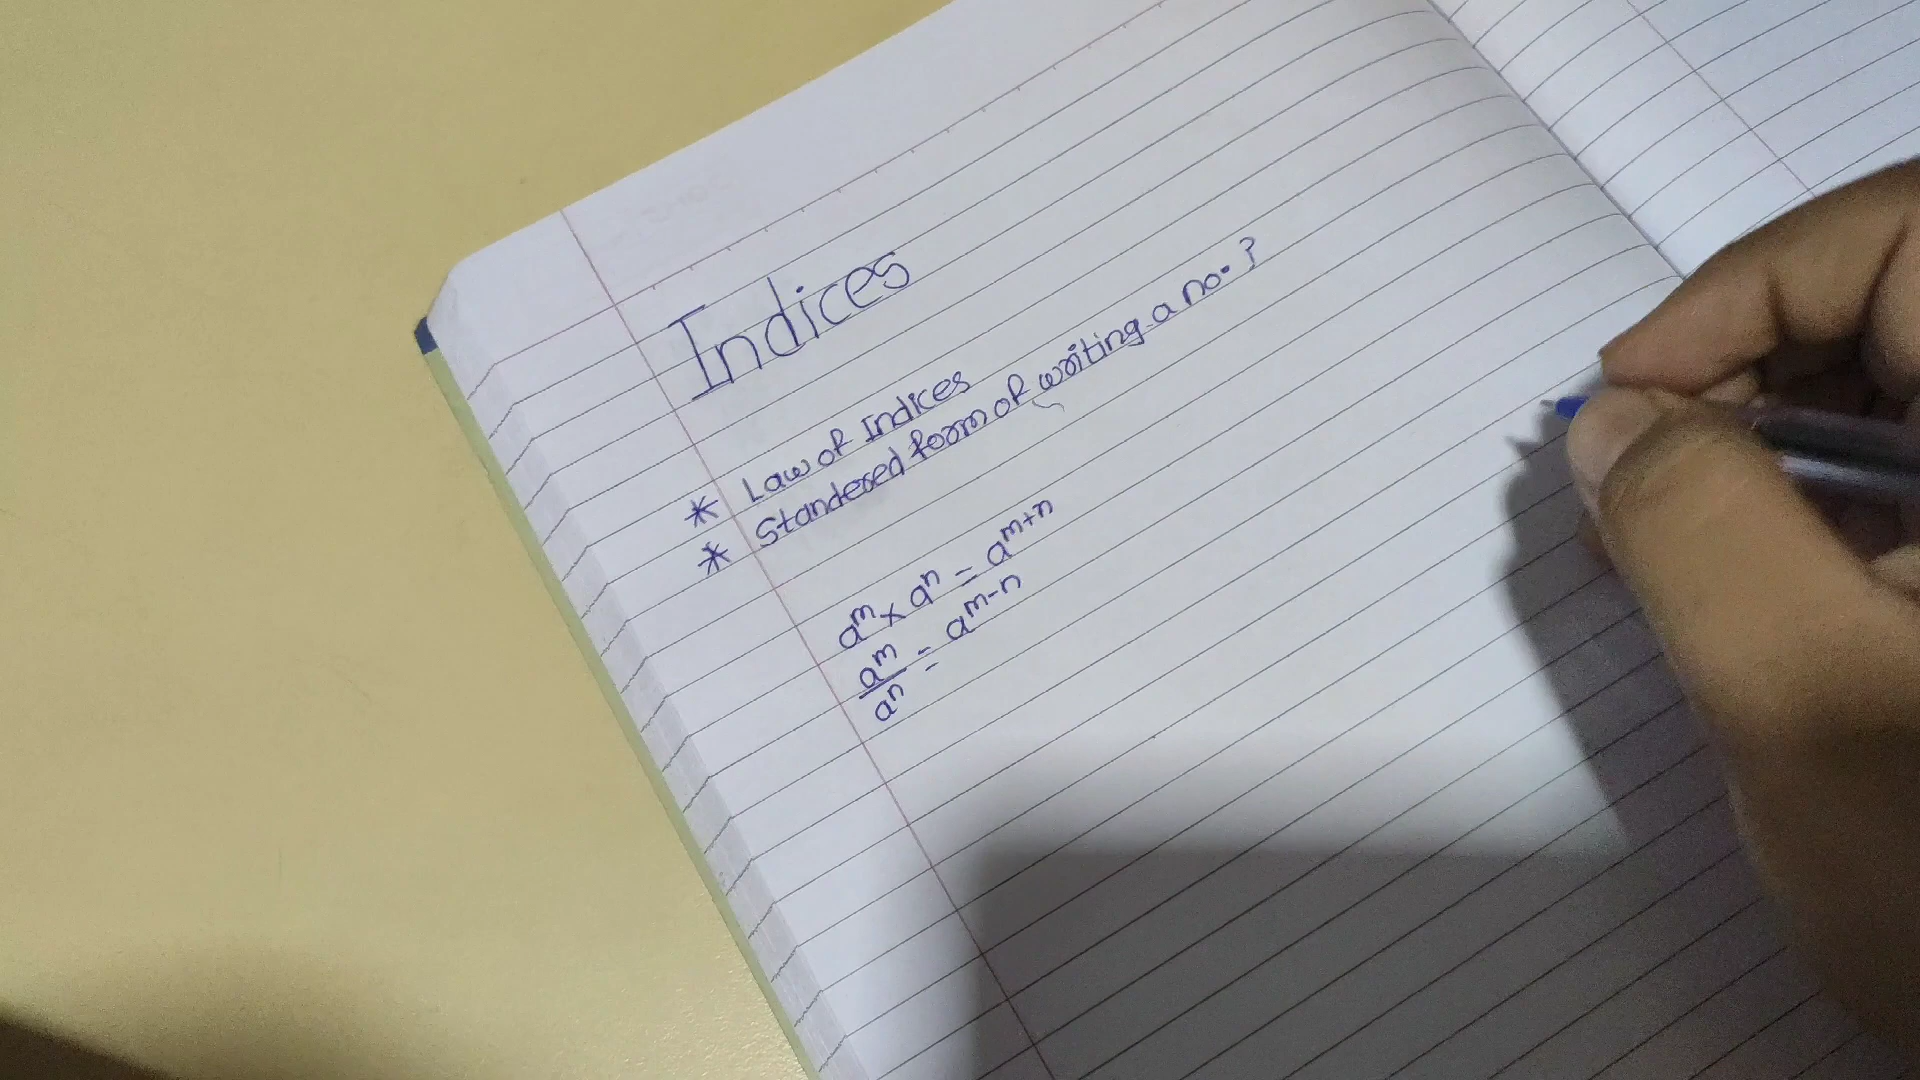 Indices
* Law of Indices
* Standered form of writing a no. ?
a^m × a^n = a^m+n
a^m/a^n = a^m-n